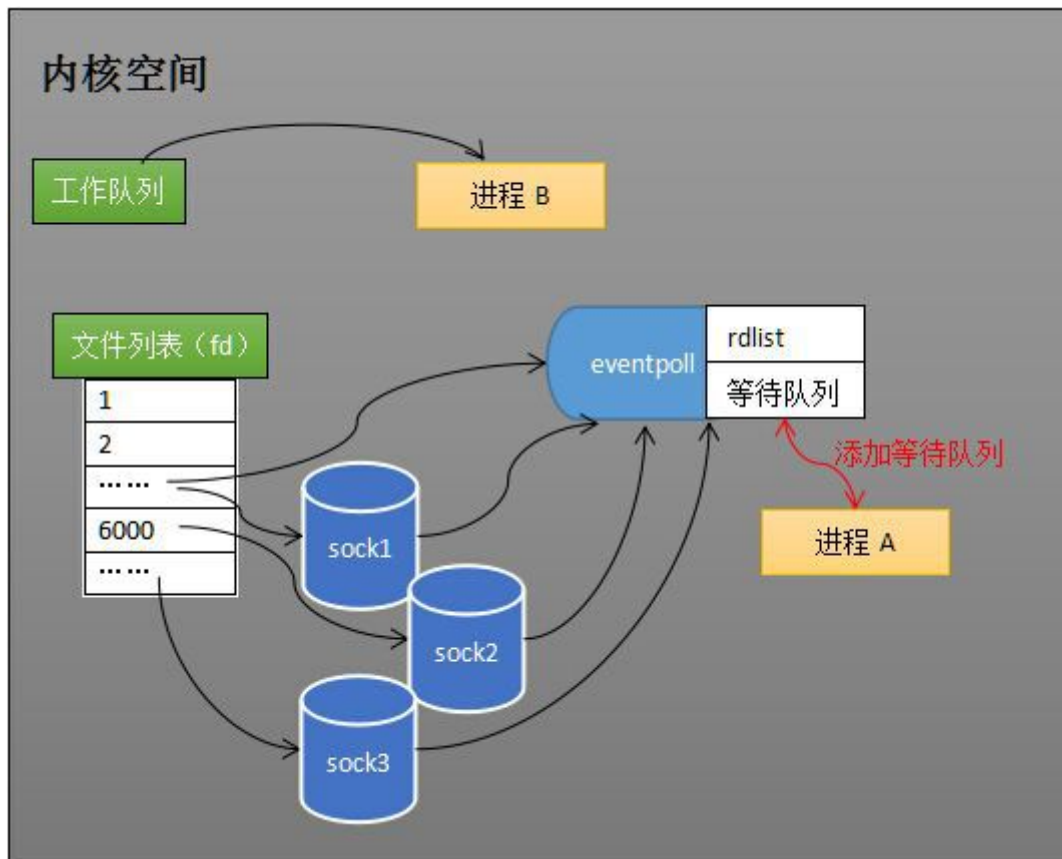 内核空间
工作队列
进程 B
文件列表（fd）
1
2
……
6000
……
eventpoll
rdlist
等待队列
添加等待队列
进程 A
sock1
sock2
sock3